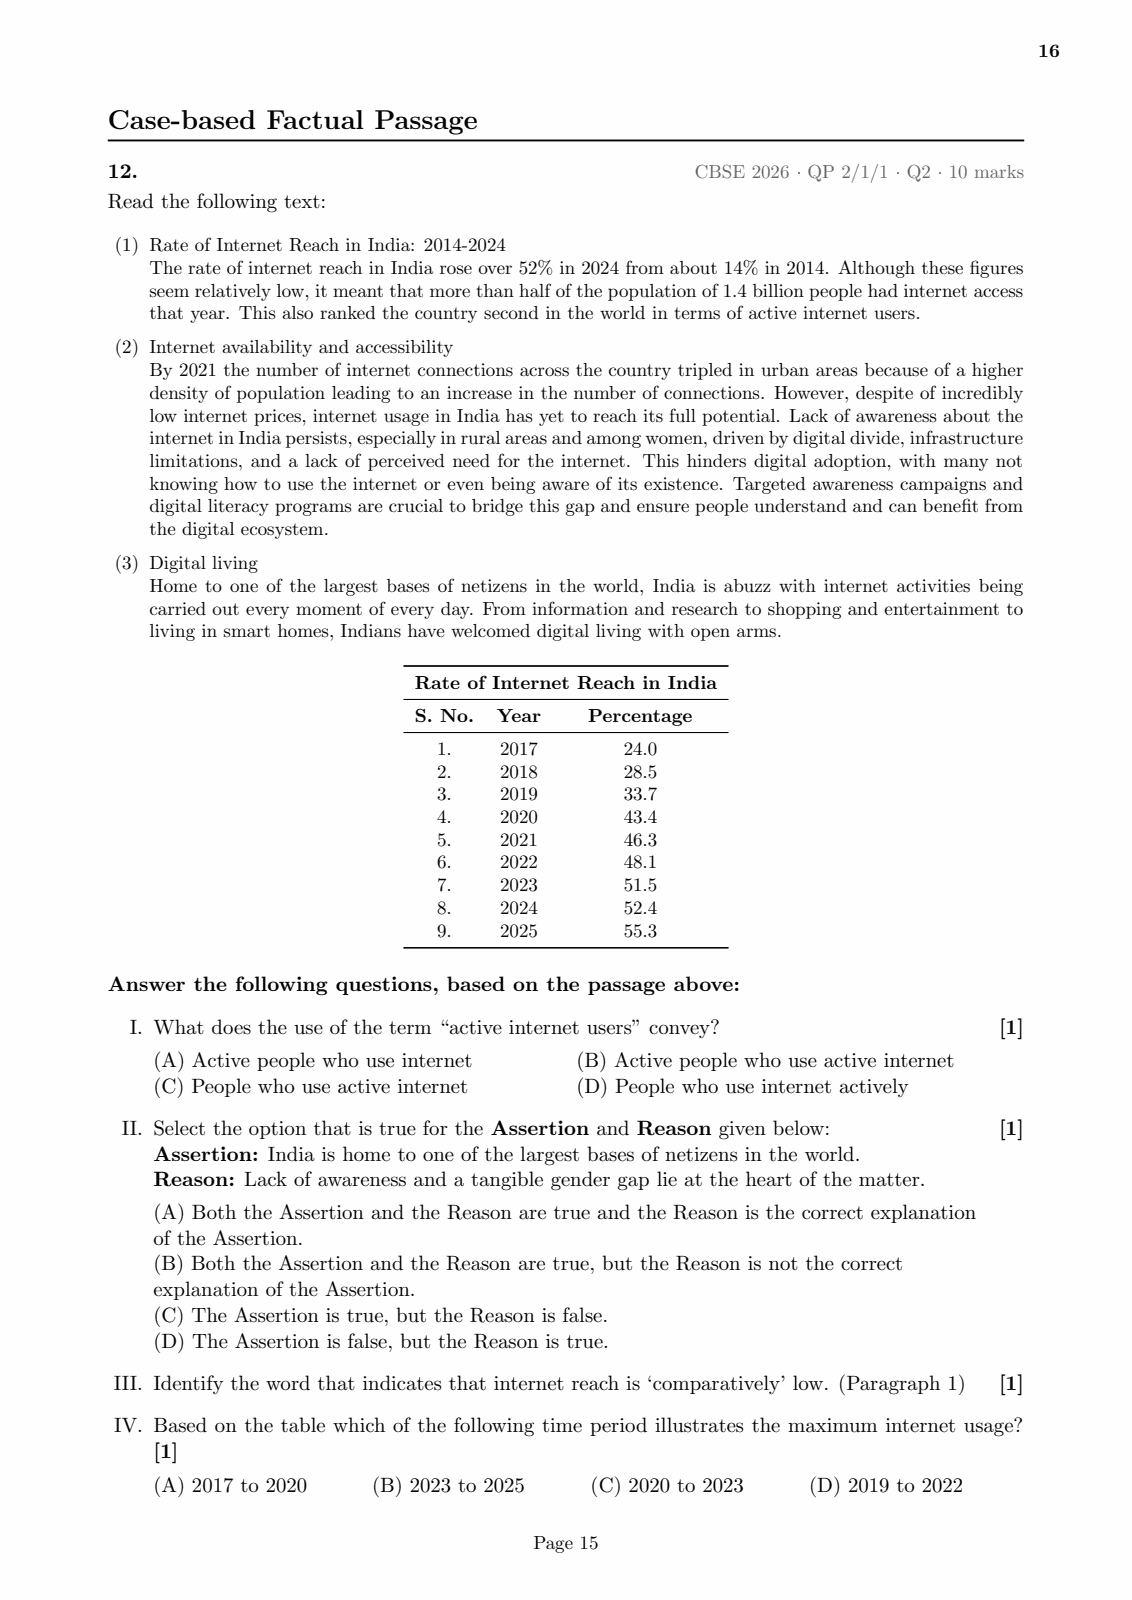 16
Case-based Factual Passage
12. CBSE 2026 · QP 2/1/1 · Q2 · 10 marks
Read the following text:
(1) Rate of Internet Reach in India: 2014-2024
The rate of internet reach in India rose over 52% in 2024 from about 14% in 2014. Although these figures
seem relatively low, it meant that more than half of the population of 1.4 billion people had internet access
that year. This also ranked the country second in the world in terms of active internet users.
(2) Internet availability and accessibility
By 2021 the number of internet connections across the country tripled in urban areas because of a higher
density of population leading to an increase in the number of connections. However, despite of incredibly
low internet prices, internet usage in India has yet to reach its full potential. Lack of awareness about the
internet in India persists, especially in rural areas and among women, driven by digital divide, infrastructure
limitations, and a lack of perceived need for the internet. This hinders digital adoption, with many not
knowing how to use the internet or even being aware of its existence. Targeted awareness campaigns and
digital literacy programs are crucial to bridge this gap and ensure people understand and can benefit from
the digital ecosystem.
(3) Digital living
Home to one of the largest bases of netizens in the world, India is abuzz with internet activities being
carried out every moment of every day. From information and research to shopping and entertainment to
living in smart homes, Indians have welcomed digital living with open arms.
Rate of Internet Reach in India
S. No. Year Percentage
1. 2017 24.0
2. 2018 28.5
3. 2019 33.7
4. 2020 43.4
5. 2021 46.3
6. 2022 48.1
7. 2023 51.5
8. 2024 52.4
9. 2025 55.3
Answer the following questions, based on the passage above:
I. What does the use of the term “active internet users” convey? [1]
(A) Active people who use internet (B) Active people who use active internet
(C) People who use active internet (D) People who use internet actively
II. Select the option that is true for the Assertion and Reason given below: [1]
Assertion: India is home to one of the largest bases of netizens in the world.
Reason: Lack of awareness and a tangible gender gap lie at the heart of the matter.
(A) Both the Assertion and the Reason are true and the Reason is the correct explanation
of the Assertion.
(B) Both the Assertion and the Reason are true, but the Reason is not the correct
explanation of the Assertion.
(C) The Assertion is true, but the Reason is false.
(D) The Assertion is false, but the Reason is true.
III. Identify the word that indicates that internet reach is ‘comparatively’ low. (Paragraph 1) [1]
IV. Based on the table which of the following time period illustrates the maximum internet usage?
[1]
(A) 2017 to 2020 (B) 2023 to 2025 (C) 2020 to 2023 (D) 2019 to 2022
Page 15